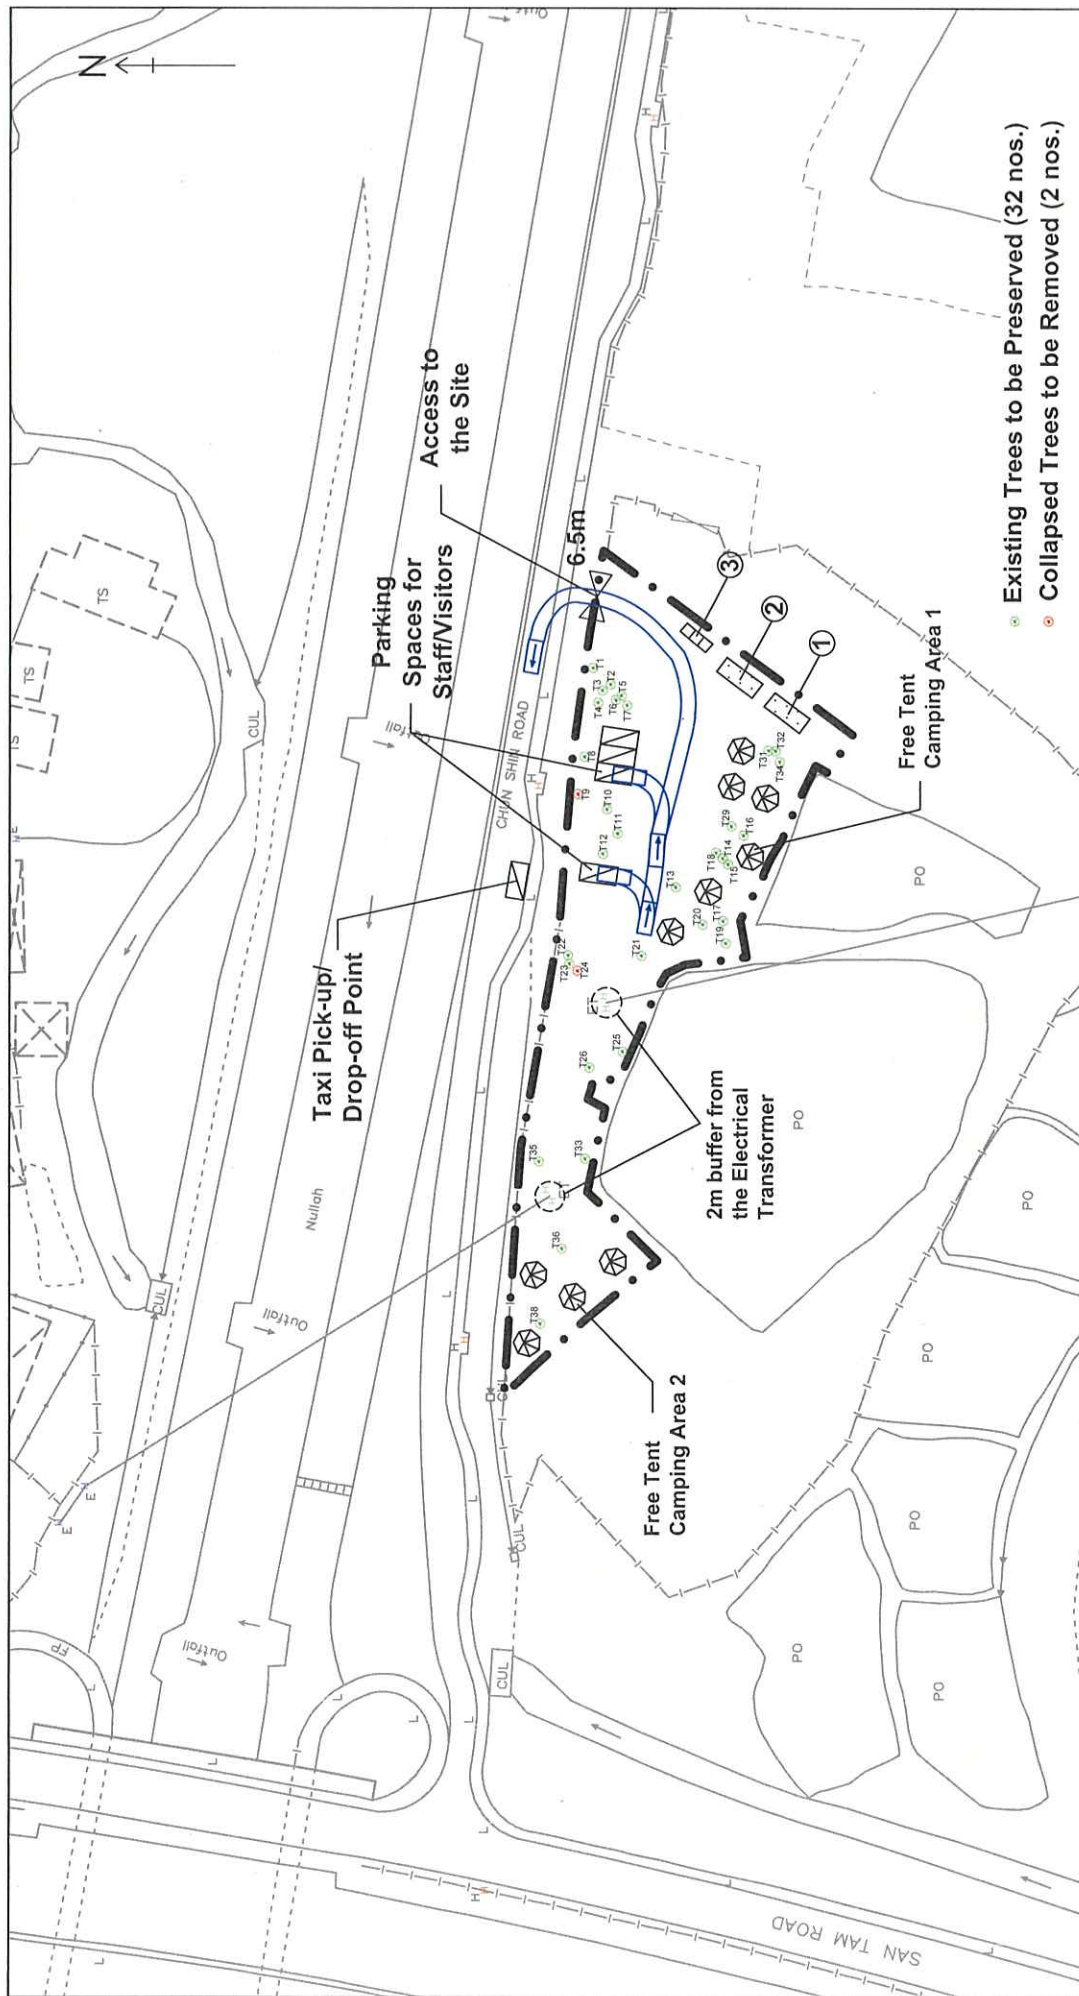 N
Outfall
TS
TS
TS
CUL
Nullah
Outfall
Outfall
Outfall
CUL
FP
E
E
L
Taxi Pick-up/
Drop-off Point
Parking
Spaces for
Staff/Visitors
Access to
the Site
CHUN SHIN ROAD
6.5m
H
H
L
CUL
CUL
T38
T36
T35
T33
T26
T25
T23
T22
T24
T21
T20
T19
T17
T13
T12
T11
T10
T9
T8
T18
T14
T15
T16
T29
T31
T32
T34
T7
T6
T5
T4
T3
T2
T1
3
2
1
Free Tent
Camping Area 2
2m buffer from
the Electrical
Transformer
Free Tent
Camping Area 1
PO
PO
PO
PO
PO
PO
PO
SAN TAM ROAD
Existing Trees to be Preserved (32 nos.)
Collapsed Trees to be Removed (2 nos.)